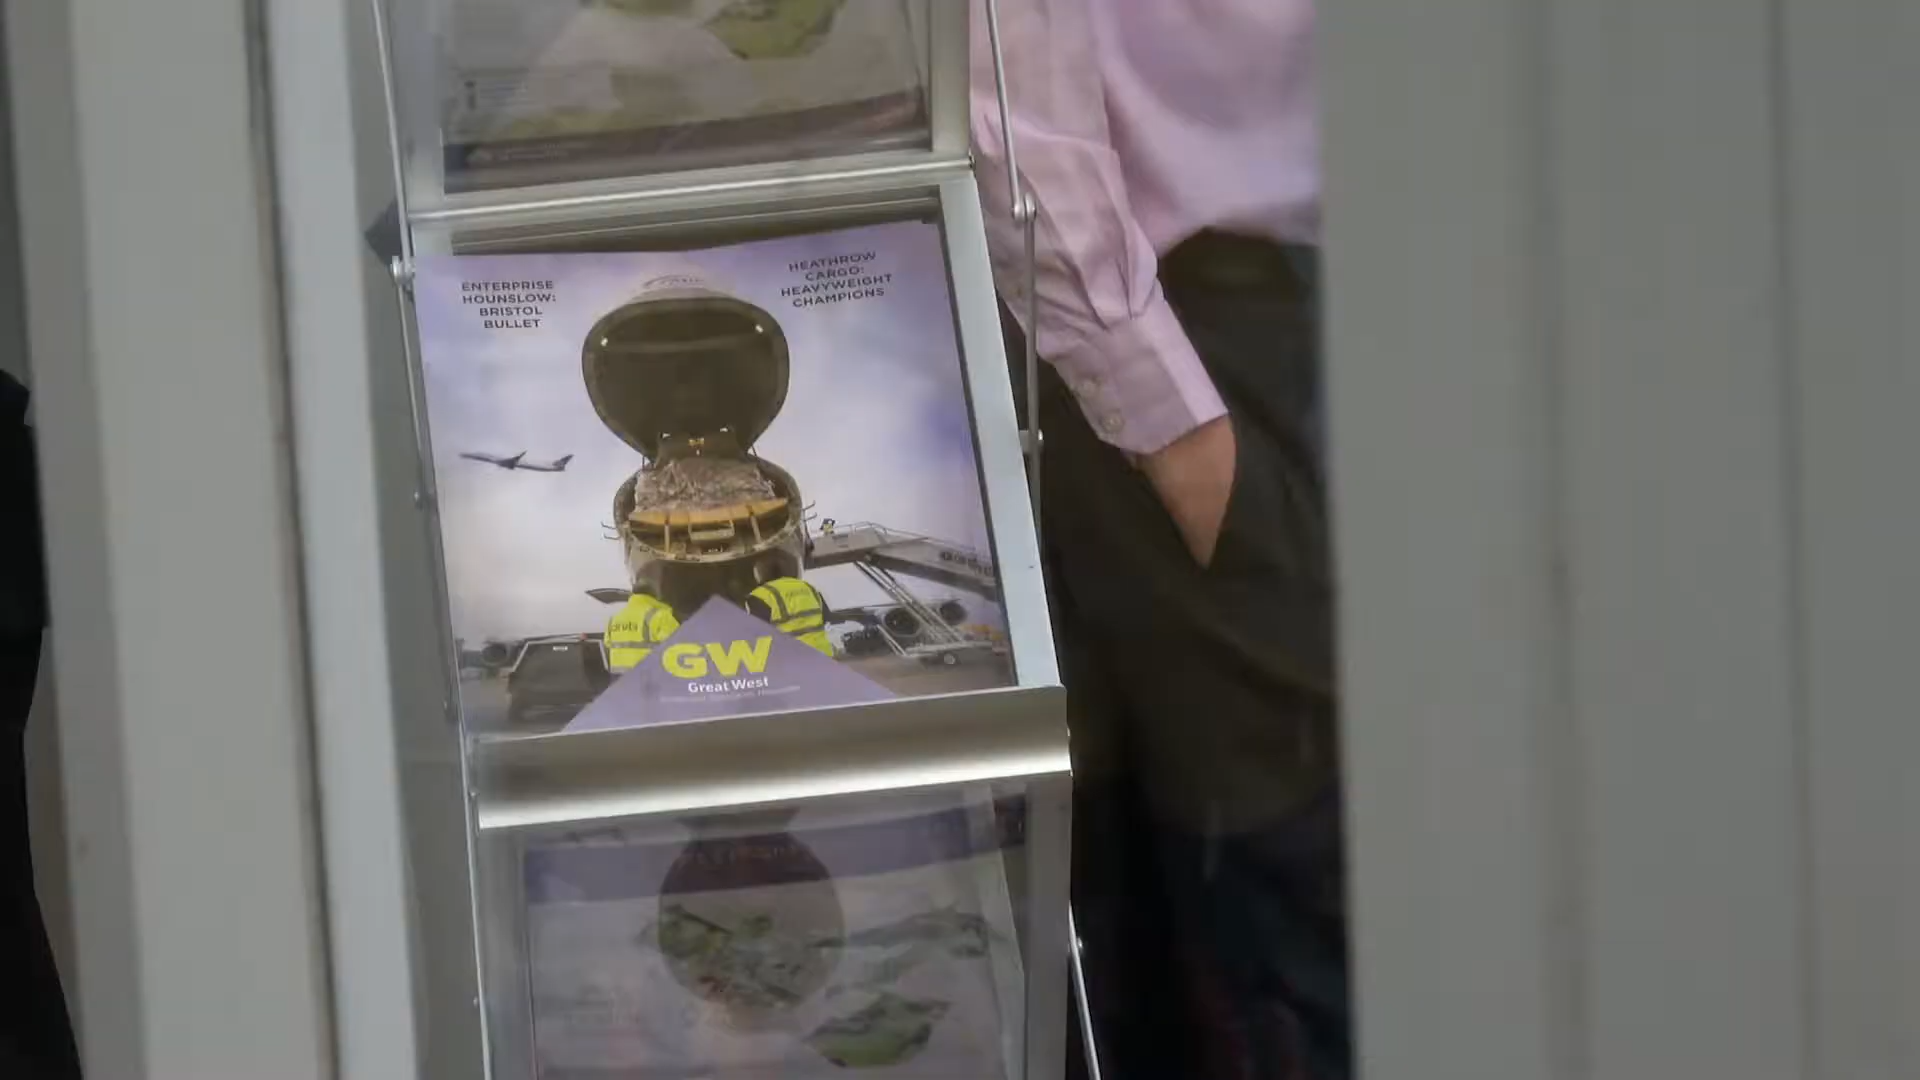 ENTERPRISE
HOUNSLOW:
BRISTOL
BULLET
HEATHROW
CARGO:
HEAVYWEIGHT
CHAMPIONS
GW
Great West